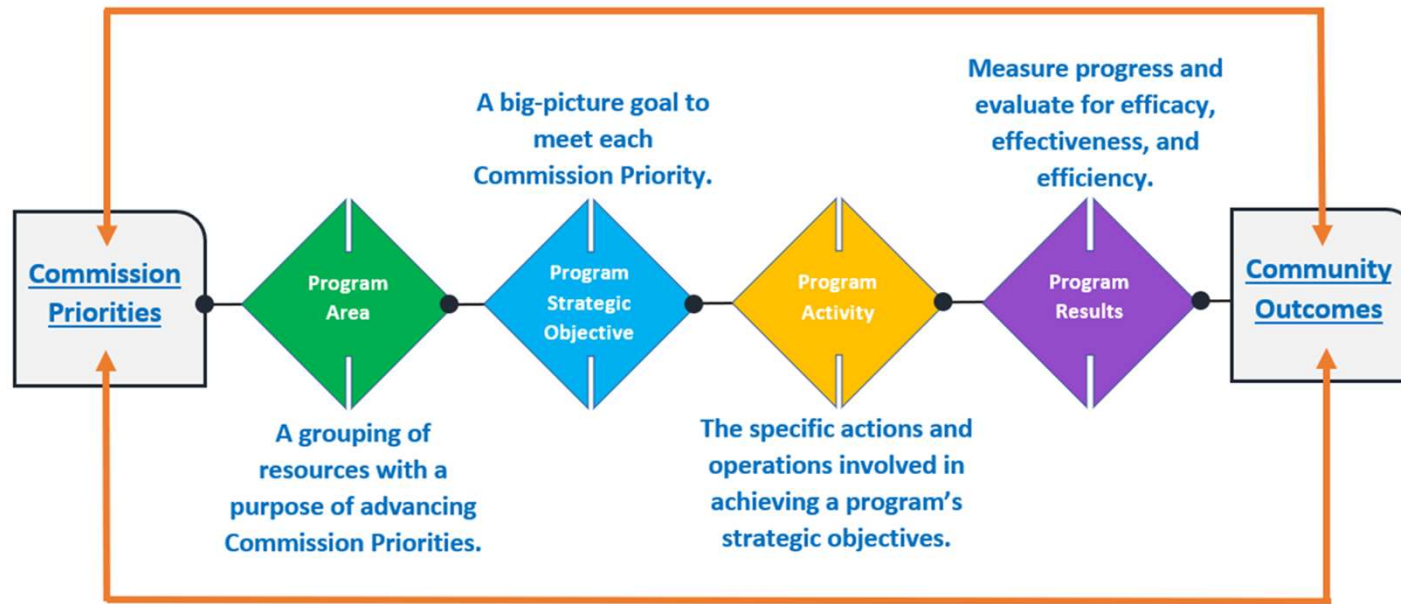 Commission
Priorities
Program
Area
A grouping of
resources with a
purpose of advancing
Commission Priorities.
A big-picture goal to
meet each
Commission Priority.
Program
Strategic
Objective
Program
Activity
The specific actions and
operations involved in
achieving a program’s
strategic objectives.
Measure progress and
evaluate for efficacy,
effectiveness, and
efficiency.
Program
Results
Community
Outcomes